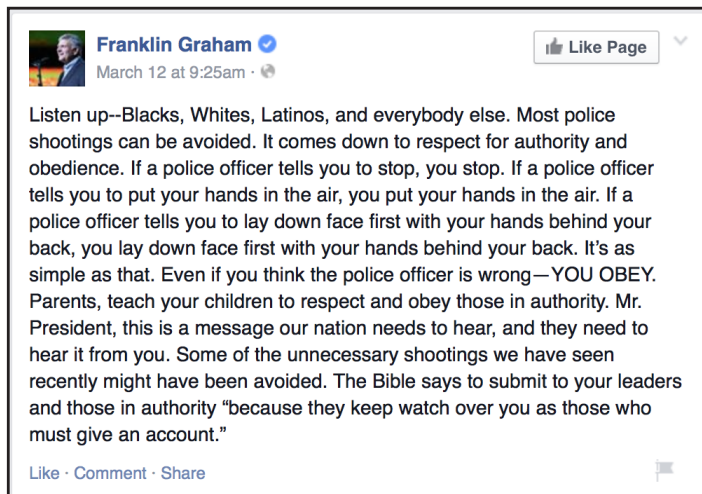 Franklin Graham
Like Page
March 12 at 9:25am ·
Listen up--Blacks, Whites, Latinos, and everybody else. Most police
shootings can be avoided. It comes down to respect for authority and
obedience. If a police officer tells you to stop, you stop. If a police officer
tells you to put your hands in the air, you put your hands in the air. If a
police officer tells you to lay down face first with your hands behind your
back, you lay down face first with your hands behind your back. It’s as
simple as that. Even if you think the police officer is wrong—YOU OBEY.
Parents, teach your children to respect and obey those in authority. Mr.
President, this is a message our nation needs to hear, and they need to
hear it from you. Some of the unnecessary shootings we have seen
recently might have been avoided. The Bible says to submit to your leaders
and those in authority “because they keep watch over you as those who
must give an account.”
Like · Comment · Share